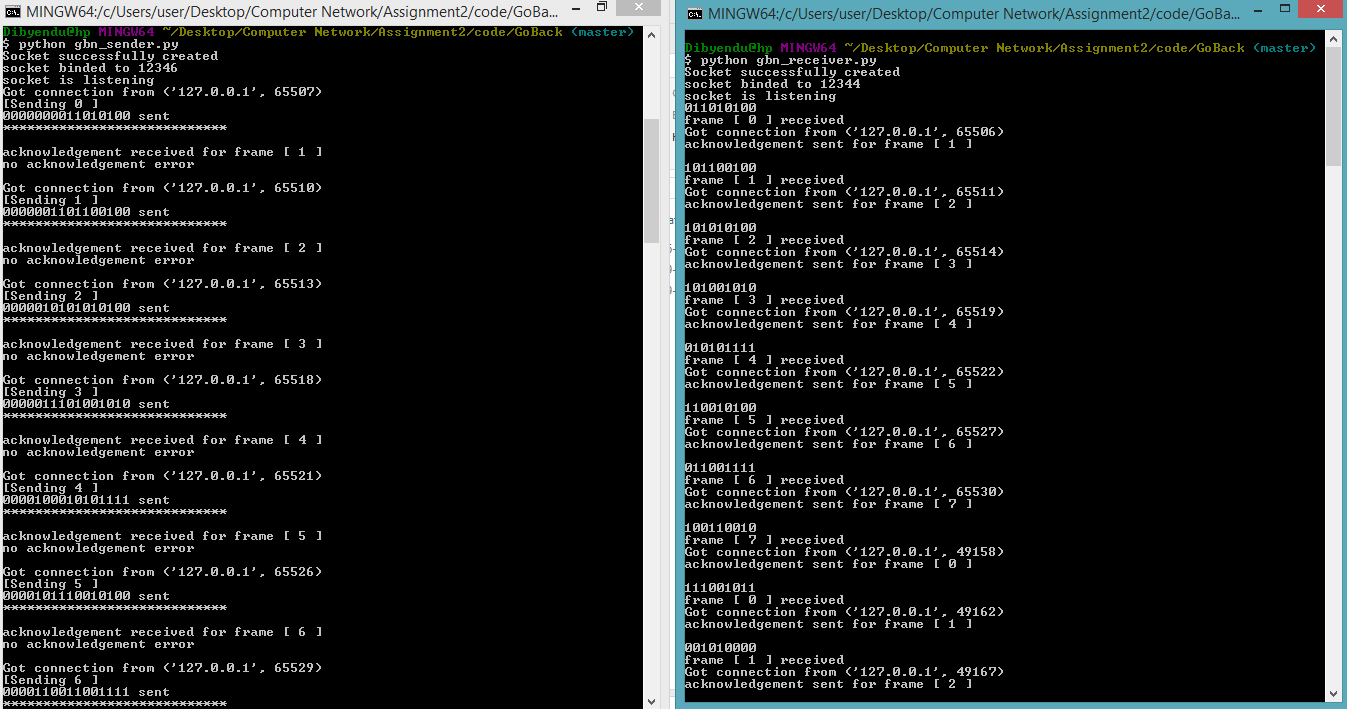 MINGW64:/c/Users/user/Desktop/Computer Network/Assignment2/code/GoBa...
Dibyendu@hp MINGW64 ~/Desktop/Computer Network/Assignment2/code/GoBack (master)
$ python gbn_sender.py
Socket successfully created
socket binded to 12346
socket is listening
Got connection from ('127.0.0.1', 65507)
[Sending 0 ]
0000000011010100 sent
****************************
acknowledgement received for frame [ 1 ]
no acknowledgement error
Got connection from ('127.0.0.1', 65510)
[Sending 1 ]
0000001101100100 sent
****************************
acknowledgement received for frame [ 2 ]
no acknowledgement error
Got connection from ('127.0.0.1', 65513)
[Sending 2 ]
0000010101010100 sent
****************************
acknowledgement received for frame [ 3 ]
no acknowledgement error
Got connection from ('127.0.0.1', 65518)
[Sending 3 ]
0000011101001010 sent
****************************
acknowledgement received for frame [ 4 ]
no acknowledgement error
Got connection from ('127.0.0.1', 65521)
[Sending 4 ]
0000100010101111 sent
****************************
acknowledgement received for frame [ 5 ]
no acknowledgement error
Got connection from ('127.0.0.1', 65526)
[Sending 5 ]
0000101110010100 sent
****************************
acknowledgement received for frame [ 6 ]
no acknowledgement error
Got connection from ('127.0.0.1', 65529)
[Sending 6 ]
0000110011001111 sent
****************************
MINGW64:/c/Users/user/Desktop/Computer Network/Assignment2/code/GoBa...
Dibyendu@hp MINGW64 ~/Desktop/Computer Network/Assignment2/code/GoBack (master)
$ python gbn_receiver.py
Socket successfully created
socket binded to 12344
socket is listening
011010100
frame [ 0 ] received
Got connection from ('127.0.0.1', 65506)
acknowledgement sent for frame [ 1 ]
101100100
frame [ 1 ] received
Got connection from ('127.0.0.1', 65511)
acknowledgement sent for frame [ 2 ]
101010100
frame [ 2 ] received
Got connection from ('127.0.0.1', 65514)
acknowledgement sent for frame [ 3 ]
101001010
frame [ 3 ] received
Got connection from ('127.0.0.1', 65519)
acknowledgement sent for frame [ 4 ]
010101111
frame [ 4 ] received
Got connection from ('127.0.0.1', 65522)
acknowledgement sent for frame [ 5 ]
110010100
frame [ 5 ] received
Got connection from ('127.0.0.1', 65527)
acknowledgement sent for frame [ 6 ]
011001111
frame [ 6 ] received
Got connection from ('127.0.0.1', 65530)
acknowledgement sent for frame [ 7 ]
100110010
frame [ 7 ] received
Got connection from ('127.0.0.1', 49158)
acknowledgement sent for frame [ 0 ]
111001011
frame [ 0 ] received
Got connection from ('127.0.0.1', 49162)
acknowledgement sent for frame [ 1 ]
001010000
frame [ 1 ] received
Got connection from ('127.0.0.1', 49167)
acknowledgement sent for frame [ 2 ]